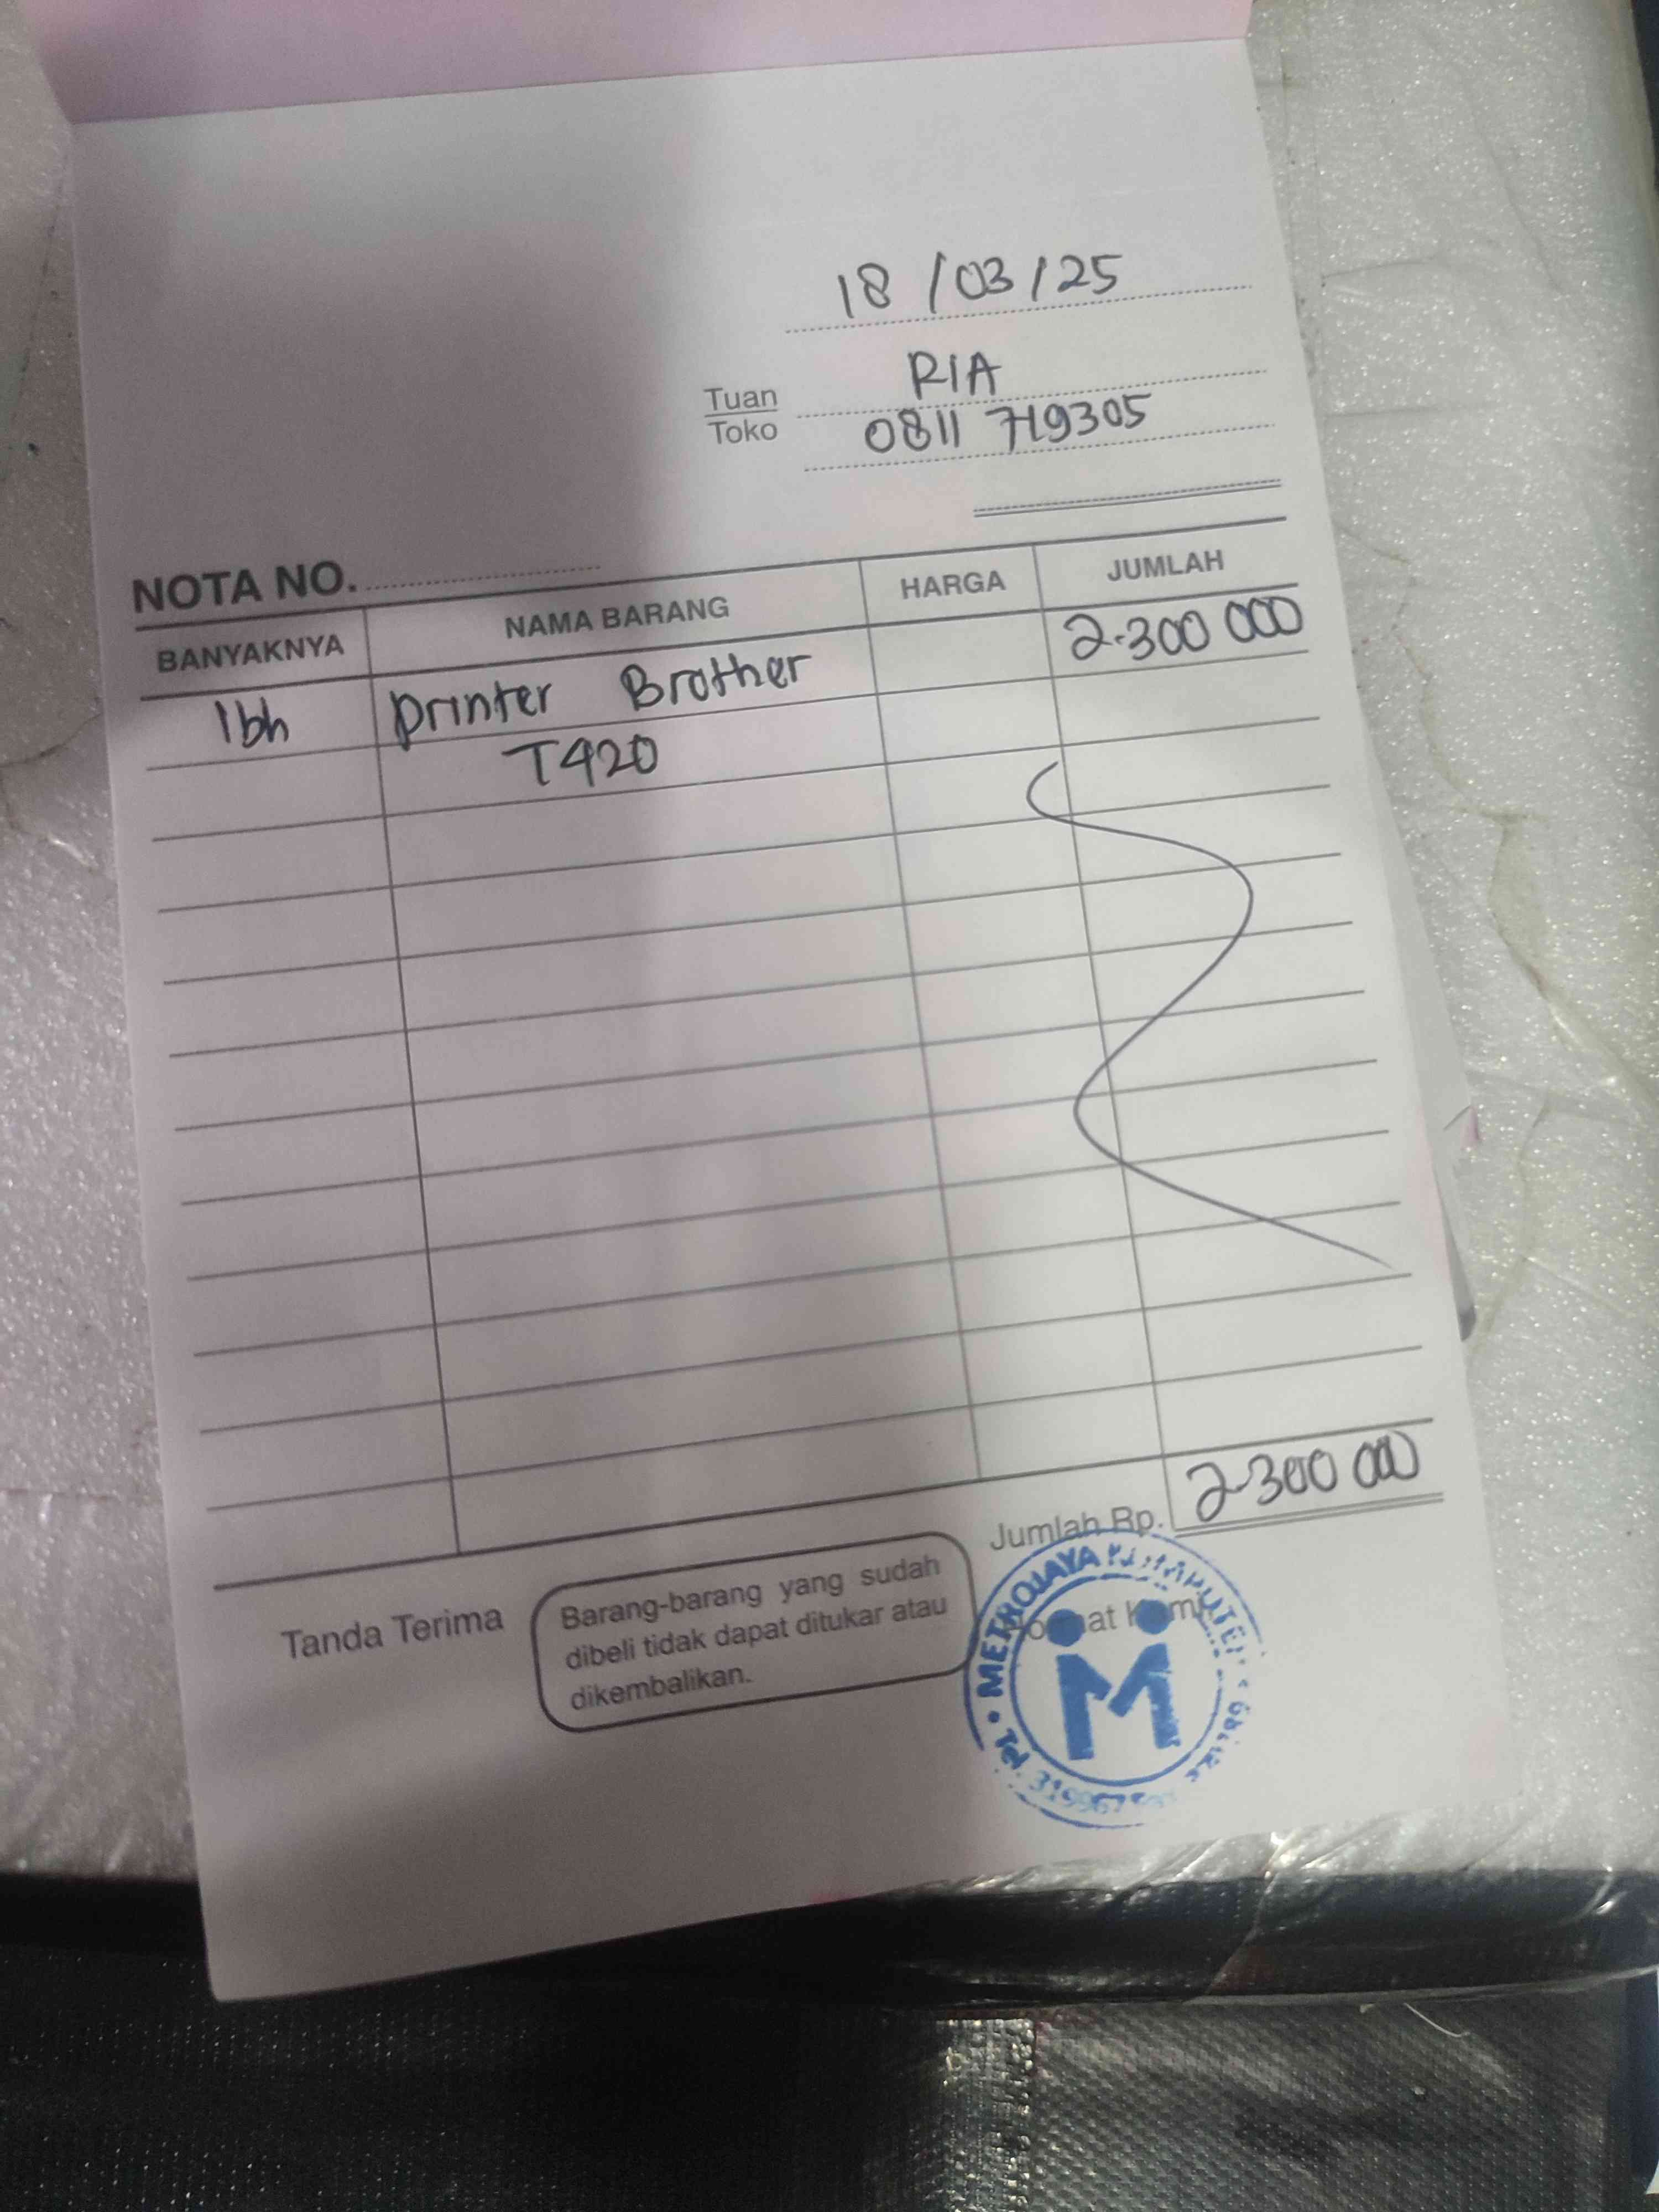 18/03/25
Tuan RIA
Toko 0811 719305
NOTA NO.
BANYAKNYA NAMA BARANG HARGA JUMLAH
1bh Printer Brother 2.300 000
T420
Jumlah Rp. 2.300 000
Tanda Terima
Barang-barang yang sudah
dibeli tidak dapat ditukar atau
dikembalikan.
METROJAYA
M
Tel.